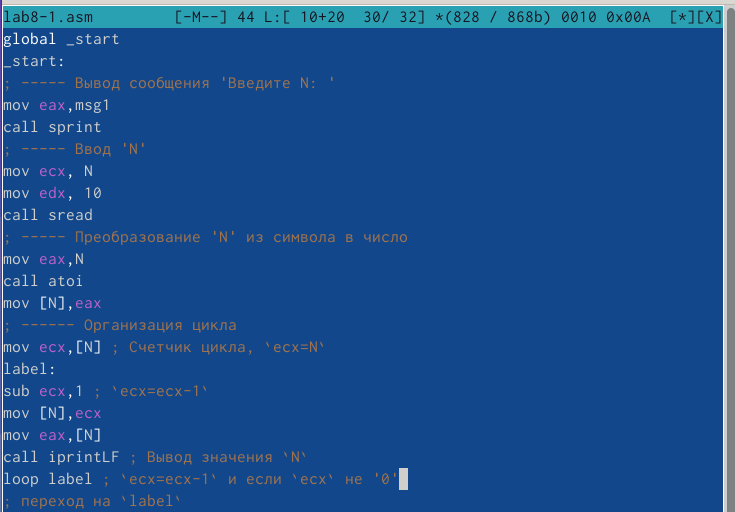 lab8-1.asm [-M--] 44 L:[ 10+20 30/ 32] *(828 / 868b) 0010 0x00A [*][X]
global _start
_start:
; ----- Вывод сообщения 'Введите N: '
mov eax,msg1
call sprint
; ----- Ввод 'N'
mov ecx, N
mov edx, 10
call sread
; ----- Преобразование 'N' из символа в число
mov eax,N
call atoi
mov [N],eax
; ------ Организация цикла
mov ecx,[N] ; Счетчик цикла, `ecx=N`
label:
sub ecx,1 ; `ecx=ecx-1`
mov [N],ecx
mov eax,[N]
call iprintLF ; Вывод значения `N`
loop label ; `ecx=ecx-1` и если `ecx` не '0'
; переход на `label`